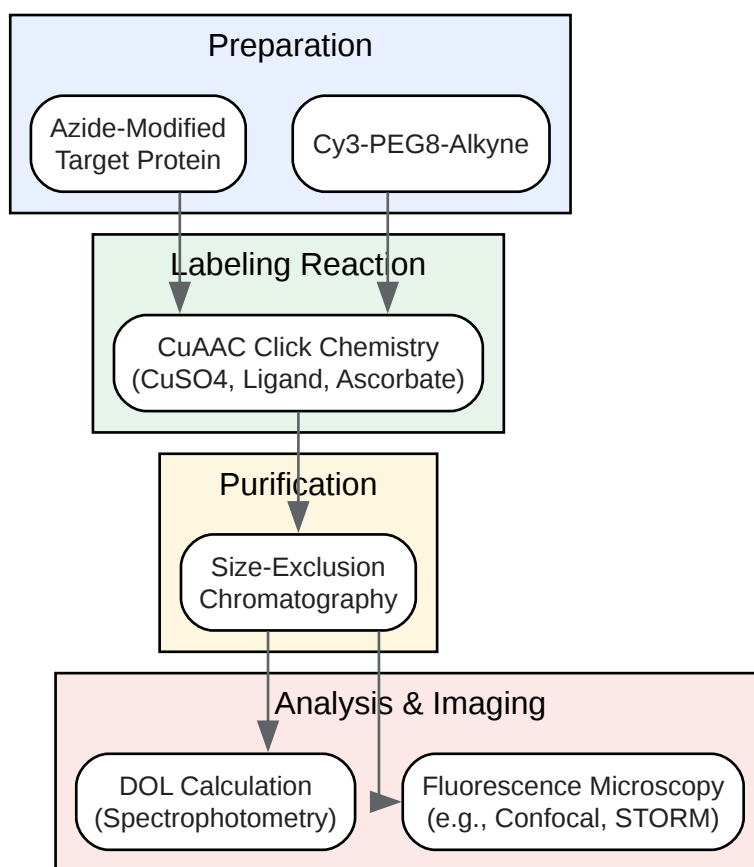 Preparation
Azide-Modified
Target Protein
Cy3-PEG8-Alkyne
Labeling Reaction
CuAAC Click Chemistry
(CuSO4, Ligand, Ascorbate)
Purification
Size-Exclusion
Chromatography
Analysis & Imaging
DOL Calculation
(Spectrophotometry)
Fluorescence Microscopy
(e.g., Confocal, STORM)